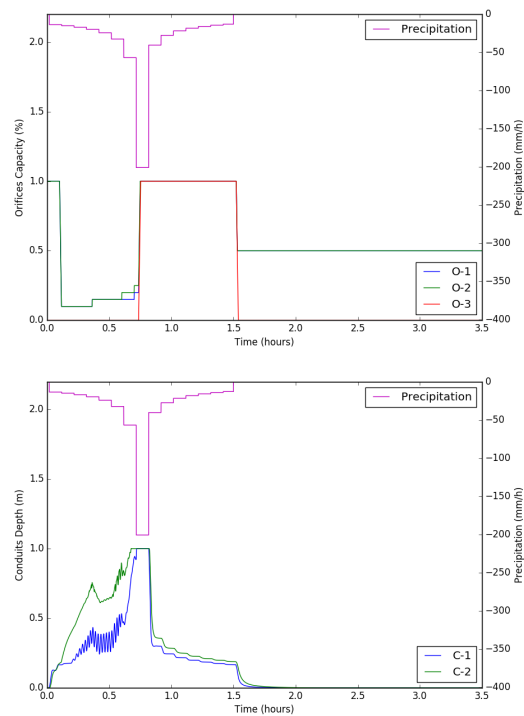 2.2
0
Precipitation
2.0
−50
−100
1.5
−150
Orifices Capacity (%)
Precipitation (mm/h)
−200
1.0
−250
−300
0.5
O-1
O-2
−350
O-3
0.0
−400
0.0 0.5 1.0 1.5 2.0 2.5 3.0 3.5
Time (hours)
0
Precipitation
2.0
−50
−100
1.5
−150
Conduits Depth (m)
Precipitation (mm/h)
−200
1.0
−250
−300
0.5
−350
C-1
C-2
0.0
−400
0.0 0.5 1.0 1.5 2.0 2.5 3.0 3.5
Time (hours)